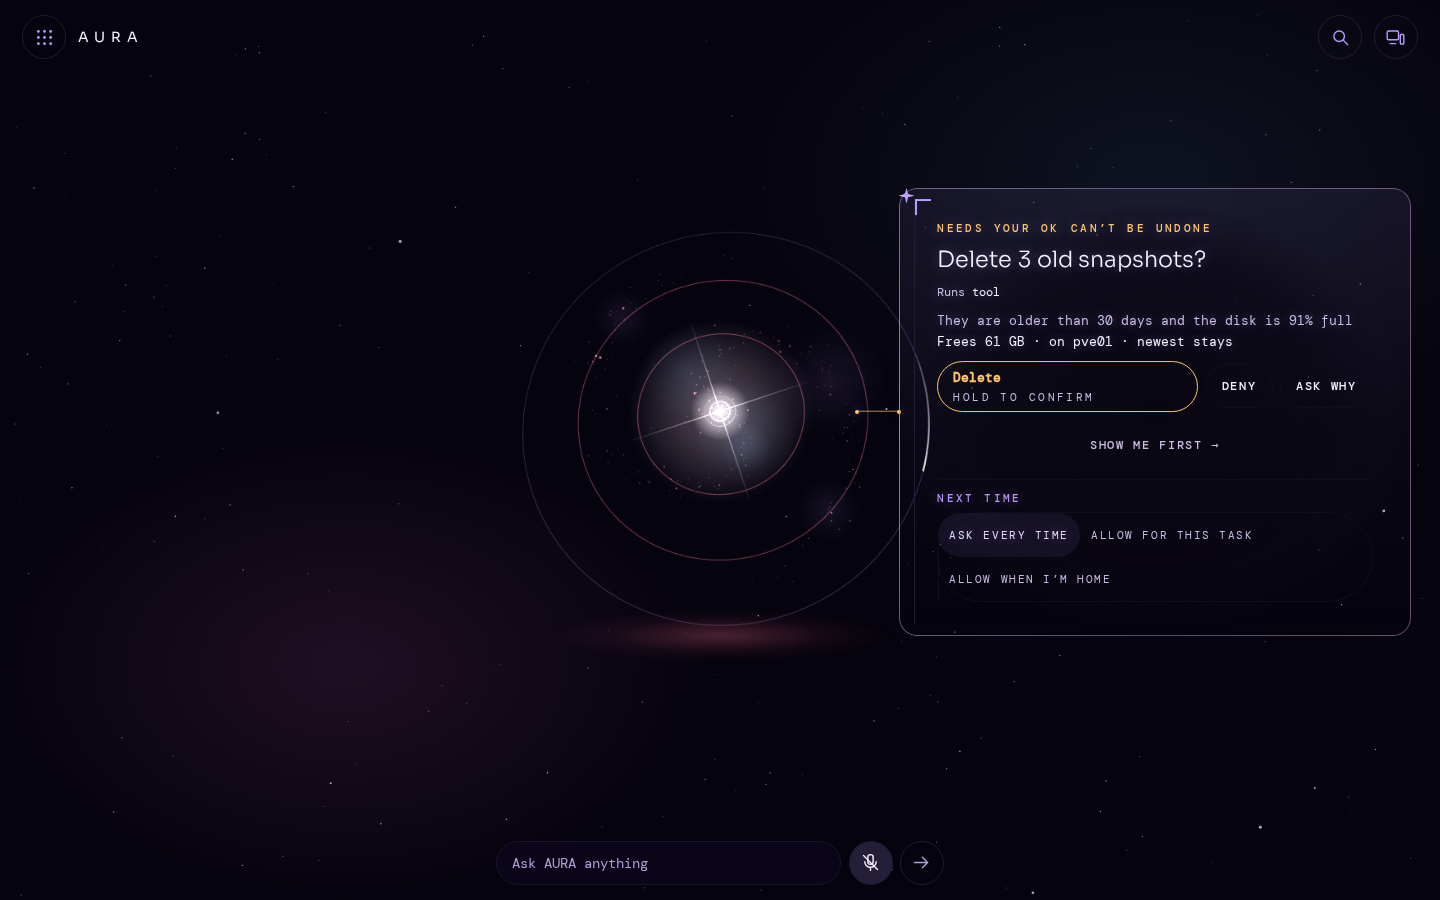 AURA
NEEDS YOUR OK CAN’T BE UNDONE
Delete 3 old snapshots?
Runs tool
They are older than 30 days and the disk is 91% full
Frees 61 GB · on pve01 · newest stays
Delete
HOLD TO CONFIRM
DENY
ASK WHY
SHOW ME FIRST →
NEXT TIME
ASK EVERY TIME
ALLOW FOR THIS TASK
ALLOW WHEN I’M HOME
Ask AURA anything